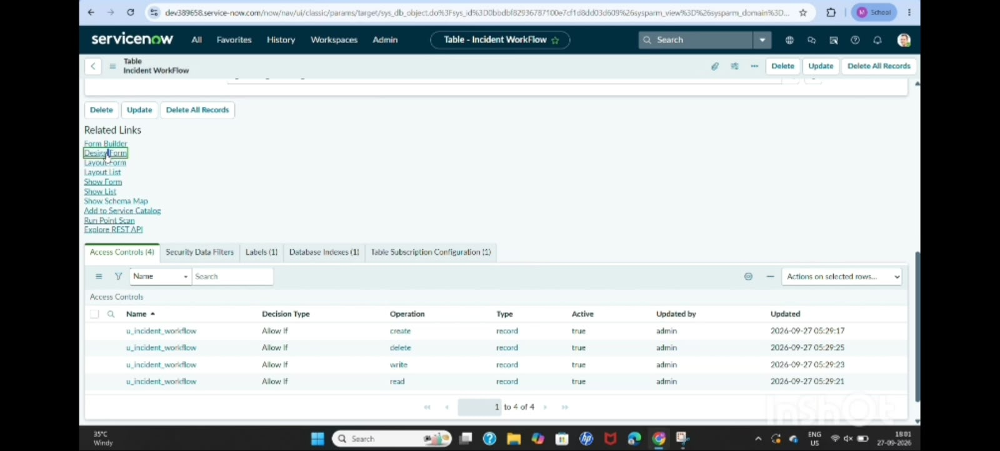 dev389658.service-now.com/now/nav/ui/classic/params/target/sys_db_object.do%3Fsys_id%3D0bbdbf82936787100e7cf1d8dd03d609%26sysparm_view%3D%26sysparm_domain%3D...
School
servicenow All Favorites History Workspaces Admin Table - Incident WorkFlow Search
Table
Incident WorkFlow
Delete Update Delete All Records
Delete Update Delete All Records
Related Links
Form Builder
Design Form
Layout Form
Layout List
Show Form
Show List
Show Schema Map
Add to Service Catalog
Run Point Scan
Explore REST API
Access Controls (4) Security Data Filters Labels (1) Database Indexes (1) Table Subscription Configuration (1)
Name Search Actions on selected rows...
Access Controls
Name Decision Type Operation Type Active Updated by Updated
u_incident_workflow Allow If create record true admin 2026-09-27 05:29:17
u_incident_workflow Allow If delete record true admin 2026-09-27 05:29:25
u_incident_workflow Allow If write record true admin 2026-09-27 05:29:23
u_incident_workflow Allow If read record true admin 2026-09-27 05:29:21
1 to 4 of 4
InShOt
35°C
Windy
Search
ENG
US
18:01
27-09-2026